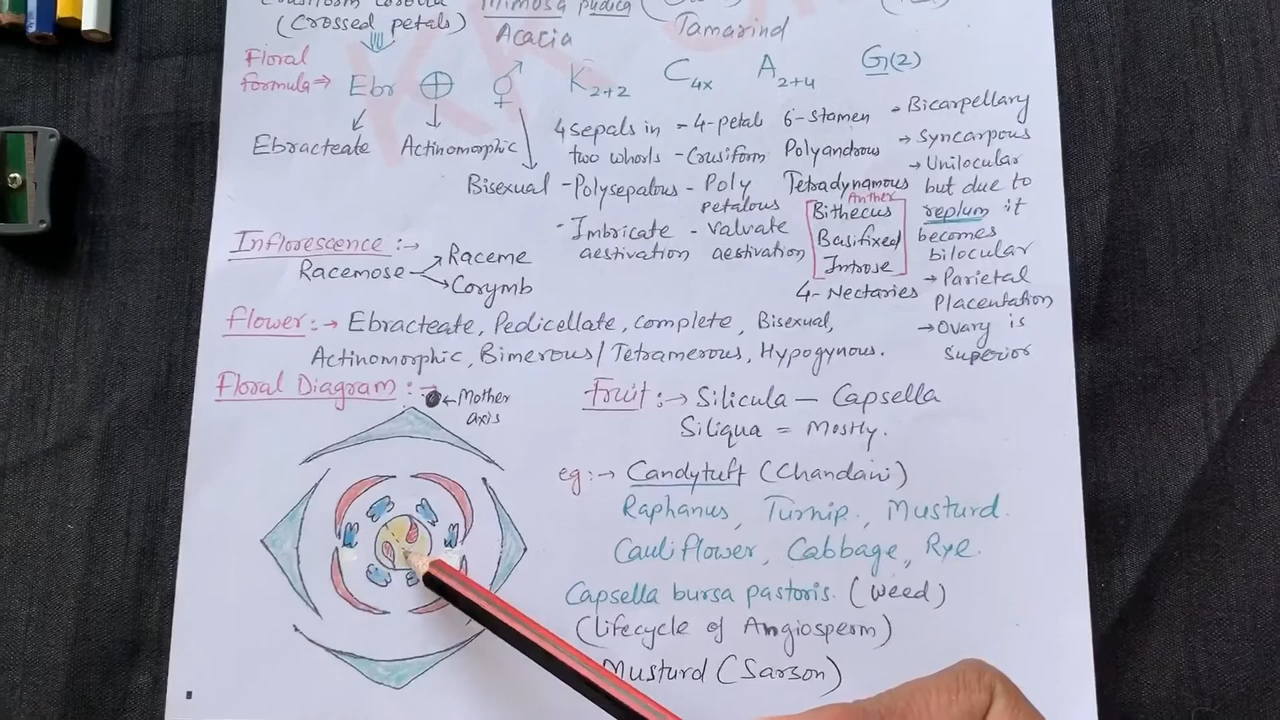 Mimosa pudica
(Crossed petals) Acacia Tamarind
Floral formula → Ebr ⊕ ⚥ K2+2 C4x A2+4 G(2)
Ebracteate Actinomorphic Bisexual
4 sepals in two whorls
- Polysepalous
- Imbricate aestivation
- 4-petals
- Crusiform
- Poly petalous
- Valvate aestivation
6-stamen
Polyandrous
Tetradynamous
Anther
Bithecus
Basifixed
Introse
4-Nectaries
→ Bicarpellary
→ Syncarpous
→ Unilocular
but due to
replum it
becomes
bilocular
→ Parietal
Placentation
→ Ovary is
Superior
Inflorescence :→
Racemose → Raceme
→ Corymb
Flower :→ Ebracteate, Pedicellate, Complete, Bisexual,
Actinomorphic, Bimerous/Tetramerous, Hypogynous.
Floral Diagram :→
← Mother
axis
Fruit :→ Silicula – Capsella
Siliqua = Mostly.
eg :→ Candytuft (Chandani)
Raphanus, Turnip, Musturd.
Cauliflower, Cabbage, Rye.
Capsella bursa pastoris. (weed)
(Lifecycle of Angiosperm)
Musturd (Sarson)